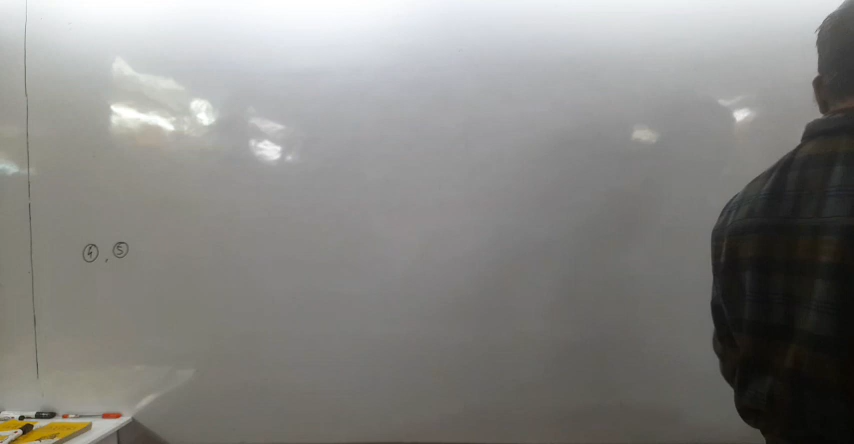 ④, ⑤